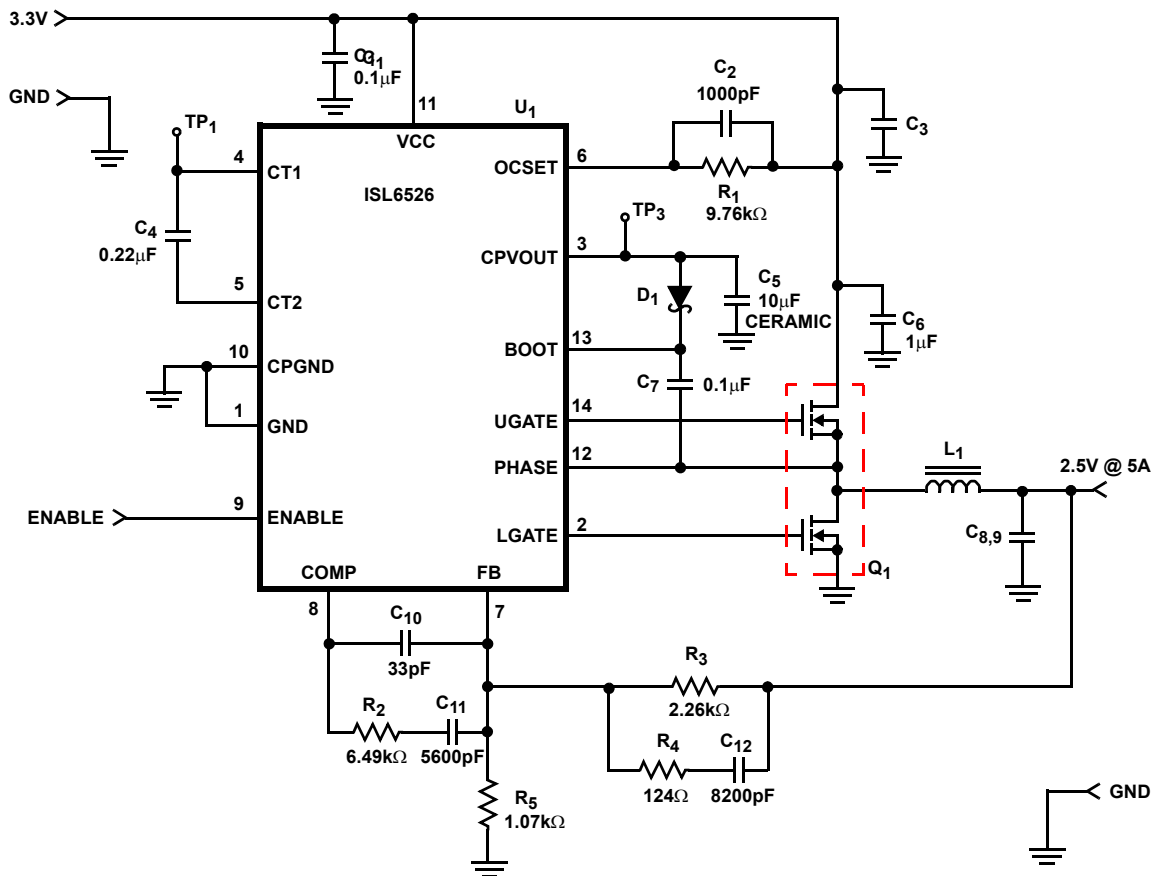 3.3V
GND
0.1μF
11
U1
VCC
ISL6526
TP1
4
CT1
C4
0.22μF
5
CT2
10
CPGND
1
GND
ENABLE
9
ENABLE
COMP
FB
8
7
OCSET
6
C2
1000pF
R1
9.76kΩ
C3
TP3
CPVOUT
3
D1
C5
10μF
CERAMIC
C6
1μF
BOOT
13
C7
0.1μF
UGATE
14
PHASE
12
LGATE
2
Q1
L1
2.5V @ 5A
C8,9
C10
33pF
R2
6.49kΩ
C11
5600pF
R5
1.07kΩ
R3
2.26kΩ
R4
124Ω
C12
8200pF
GND